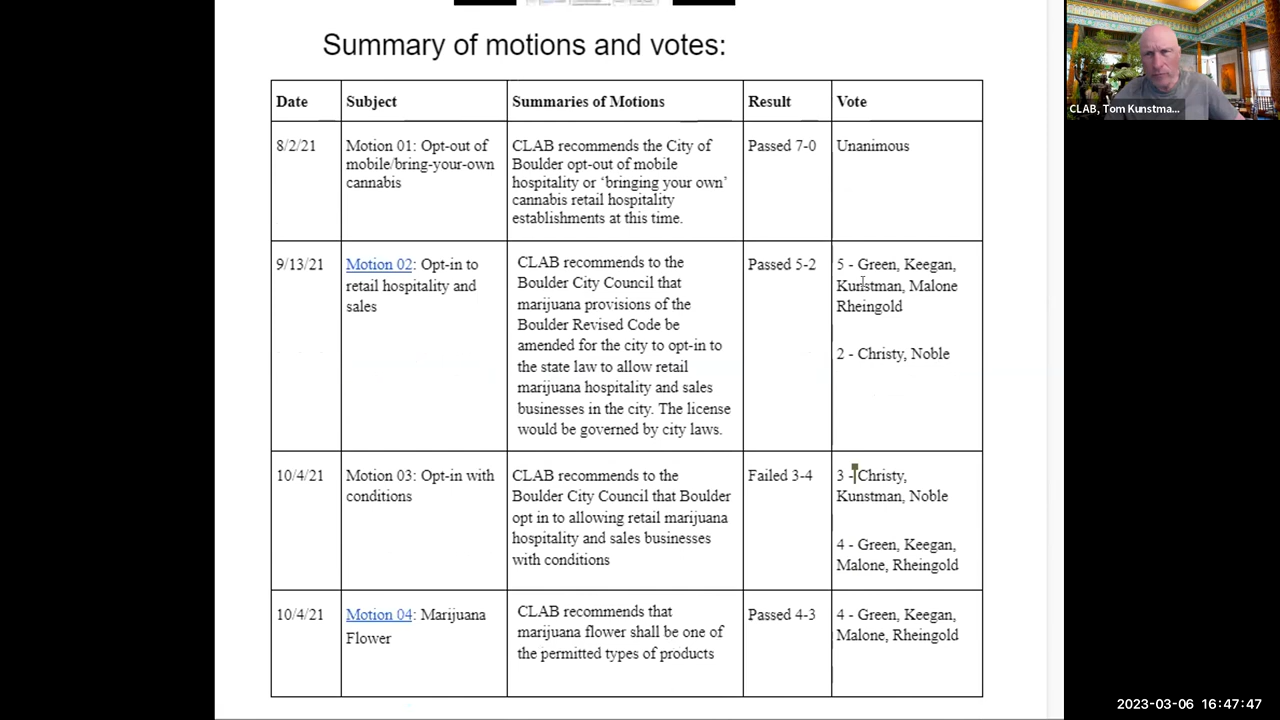 Summary of motions and votes:
Date
Subject
Summaries of Motions
Result
Vote
8/2/21
Motion 01: Opt-out of
mobile/bring-your-own
cannabis
CLAB recommends the City of
Boulder opt-out of mobile
hospitality or ‘bringing your own’
cannabis retail hospitality
establishments at this time.
Passed 7-0
Unanimous
9/13/21
Motion 02: Opt-in to
retail hospitality and
sales
CLAB recommends to the
Boulder City Council that
marijuana provisions of the
Boulder Revised Code be
amended for the city to opt-in to
the state law to allow retail
marijuana hospitality and sales
businesses in the city. The license
would be governed by city laws.
Passed 5-2
5 - Green, Keegan,
Kunstman, Malone
Rheingold
2 - Christy, Noble
10/4/21
Motion 03: Opt-in with
conditions
CLAB recommends to the
Boulder City Council that Boulder
opt in to allowing retail marijuana
hospitality and sales businesses
with conditions
Failed 3-4
3 - Christy,
Kunstman, Noble
4 - Green, Keegan,
Malone, Rheingold
10/4/21
Motion 04: Marijuana
Flower
CLAB recommends that
marijuana flower shall be one of
the permitted types of products
Passed 4-3
4 - Green, Keegan,
Malone, Rheingold
CLAB, Tom Kunstma...
2023-03-06 16:47:47